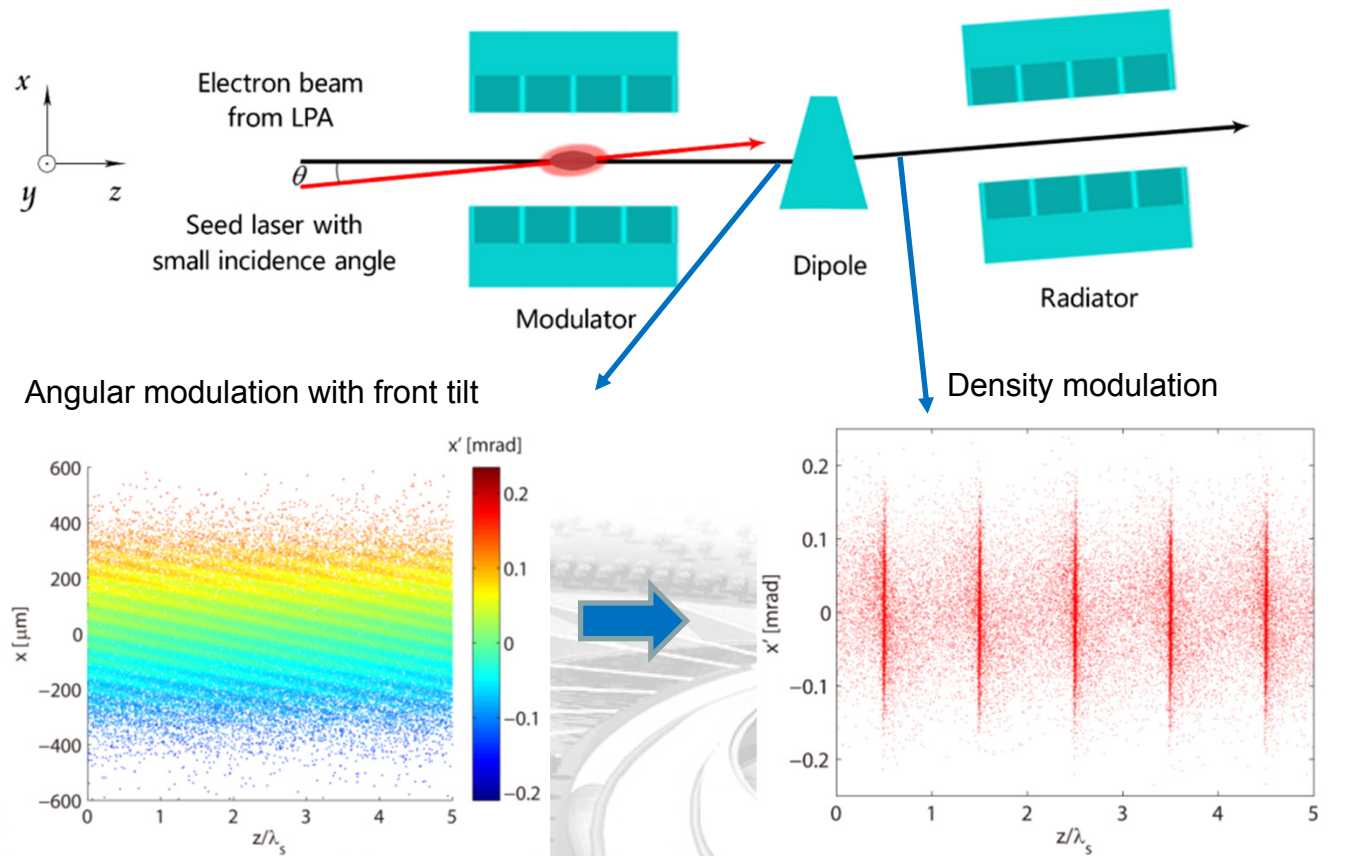 x
y
z
Electron beam
from LPA
θ
Seed laser with
small incidence angle
Modulator
Dipole
Radiator
Angular modulation with front tilt
Density modulation
x' [mrad]
600
400
200
0
−200
−400
−600
x [μm]
0 1 2 3 4 5
z/λs
0.2
0.1
0
−0.1
−0.2
0.2
0.1
0
−0.1
−0.2
x' [mrad]
0 1 2 3 4 5
z/λs